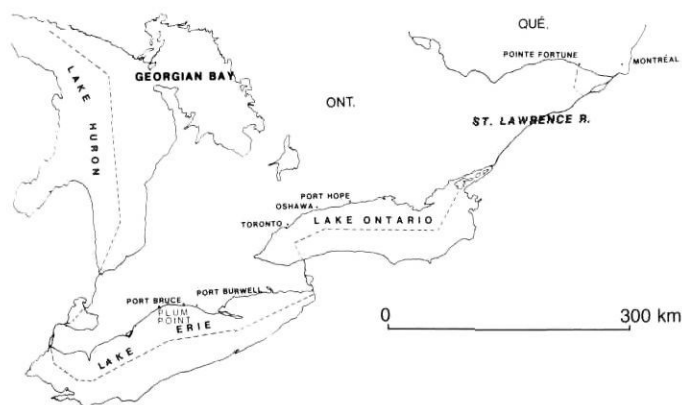 QUÉ.
POINTE FORTUNE
MONTRÉAL
LAKE HURON
GEORGIAN BAY
ONT.
ST. LAWRENCE R.
PORT HOPE
OSHAWA
TORONTO
LAKE ONTARIO
PORT BURWELL
PORT BRUCE
PLUM
POINT
LAKE ERIE
0
300 km